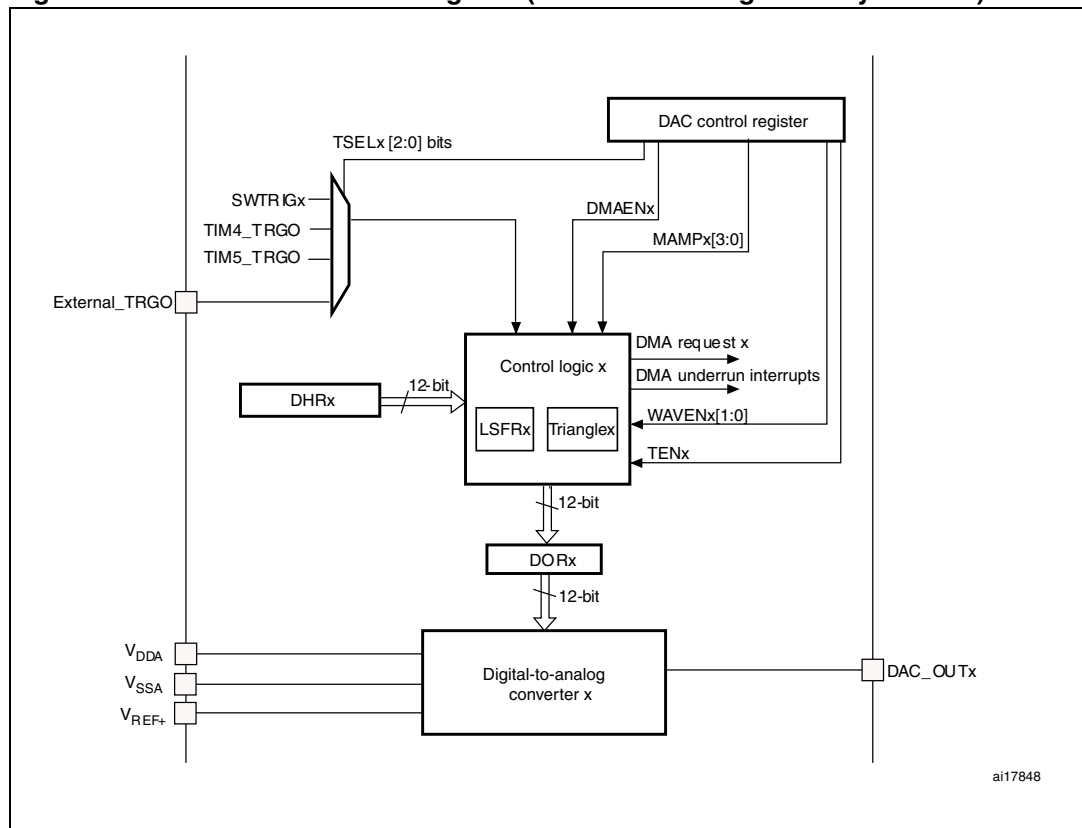 DAC control register
TSELx [2:0] bits
SWTRIGx
DMAENx
TIM4_TRGO
MAMPx[3:0]
TIM5_TRGO
External_TRGO
DMA request x
Control logic x
12-bit
DMA underrun interrupts
DHRx
WAVENx[1:0]
LSFRx
Trianglex
TENx
12-bit
DORx
12-bit
VDDA
Digital-to-analog
converter x
DAC_OUTx
VSSA
VREF+
ai17848